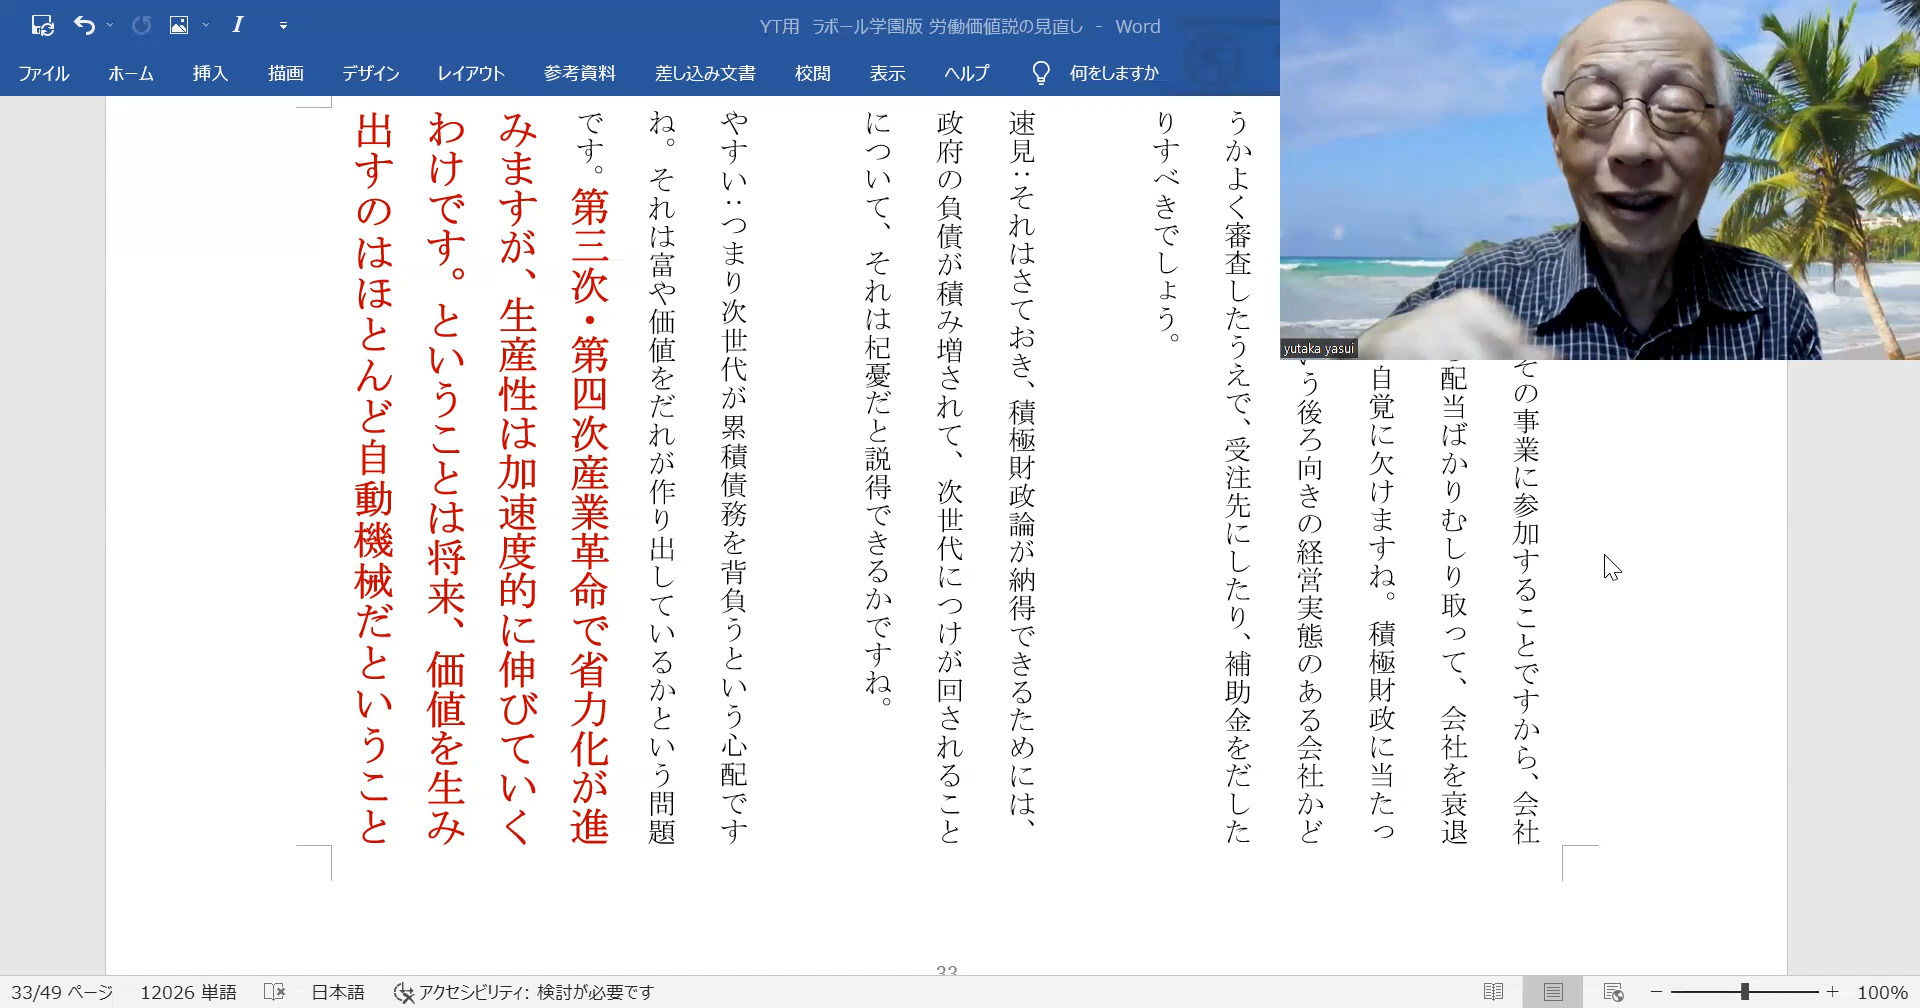 YT用 ラボール学園版 労働価値説の見直し - Word
ファイル ホーム 挿入 描画 デザイン レイアウト 参考資料 差し込み文書 校閲 表示 ヘルプ 何をしますか
yutaka yasui
その事業に参加することですから、会社
配当ばかりむしり取って、会社を衰退
自覚に欠けますね。積極財政に当たっ
う後ろ向きの経営実態のある会社かど
うかよく審査したうえで、受注先にしたり、補助金をだした
りすべきでしょう。
速見:それはさておき、積極財政論が納得できるためには、
政府の負債が積み増されて、次世代につけが回されること
について、それは杞憂だと説得できるかですね。
やすい:つまり次世代が累積債務を背負うという心配です
ね。それは富や価値をだれが作り出しているかという問題
です。第三次・第四次産業革命で省力化が進
みますが、生産性は加速度的に伸びていく
わけです。ということは将来、価値を生み
出すのはほとんど自動機械だということ
33
33/49 ページ 12026 単語 日本語 アクセシビリティ: 検討が必要です 100%